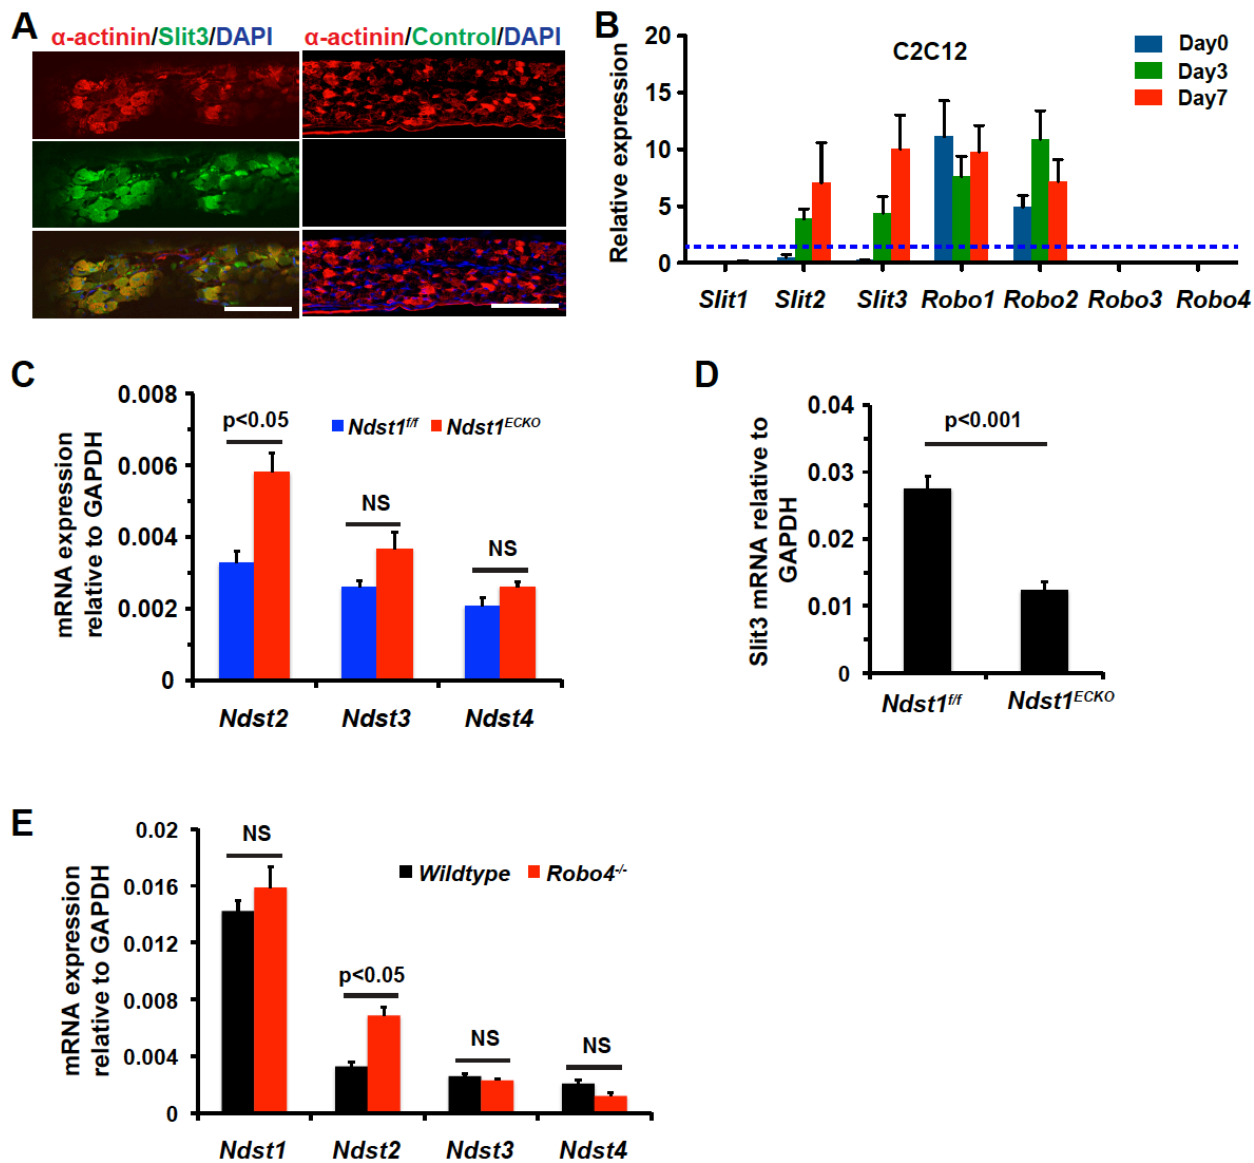 A
α-actinin/Slit3/DAPI
α-actinin/Control/DAPI
B
C2C12
Relative expression
20
15
10
5
0
Day0
Day3
Day7
Slit1 Slit2 Slit3 Robo1 Robo2 Robo3 Robo4
C
mRNA expression
relative to GAPDH
0.008
0.006
0.004
0.002
0
p<0.05
NS
NS
Ndst1f/f Ndst1ECKO
Ndst2 Ndst3 Ndst4
D
Slit3 mRNA relative to
GAPDH
0.04
0.03
0.02
0.01
0
p<0.001
Ndst1f/f Ndst1ECKO
E
mRNA expression
relative to GAPDH
0.02
0.016
0.012
0.008
0.004
0
NS
p<0.05
NS
NS
Wildtype Robo4-/-
Ndst1 Ndst2 Ndst3 Ndst4